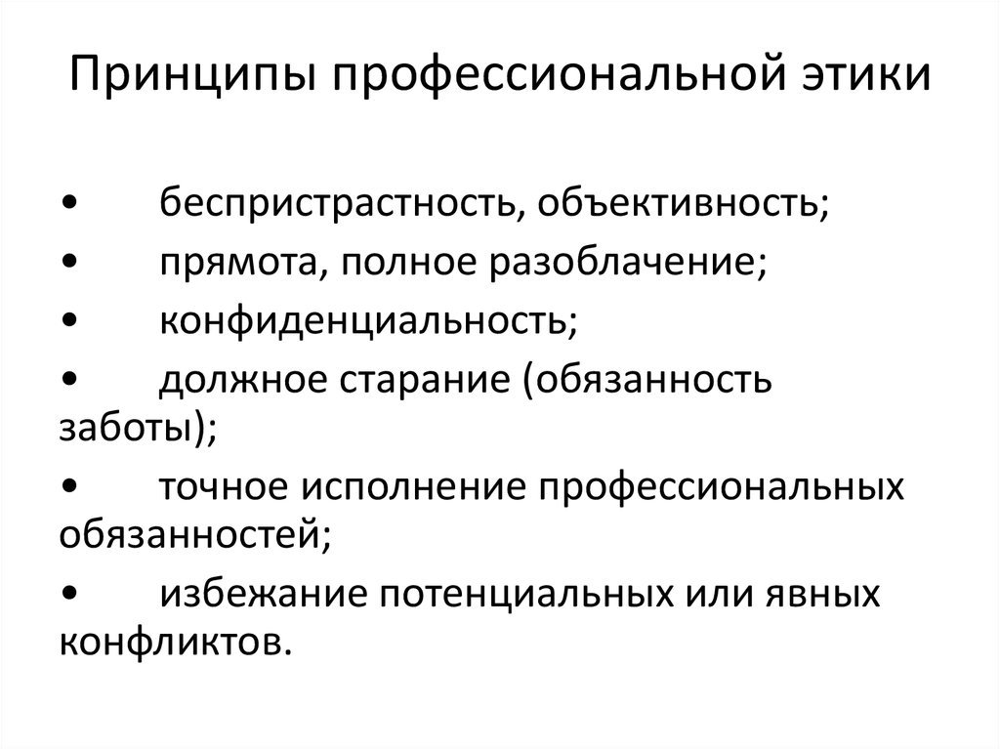 Принципы профессиональной этики
• беспристрастность, объективность;
• прямота, полное разоблачение;
• конфиденциальность;
• должное старание (обязанность
заботы);
• точное исполнение профессиональных
обязанностей;
• избежание потенциальных или явных
конфликтов.